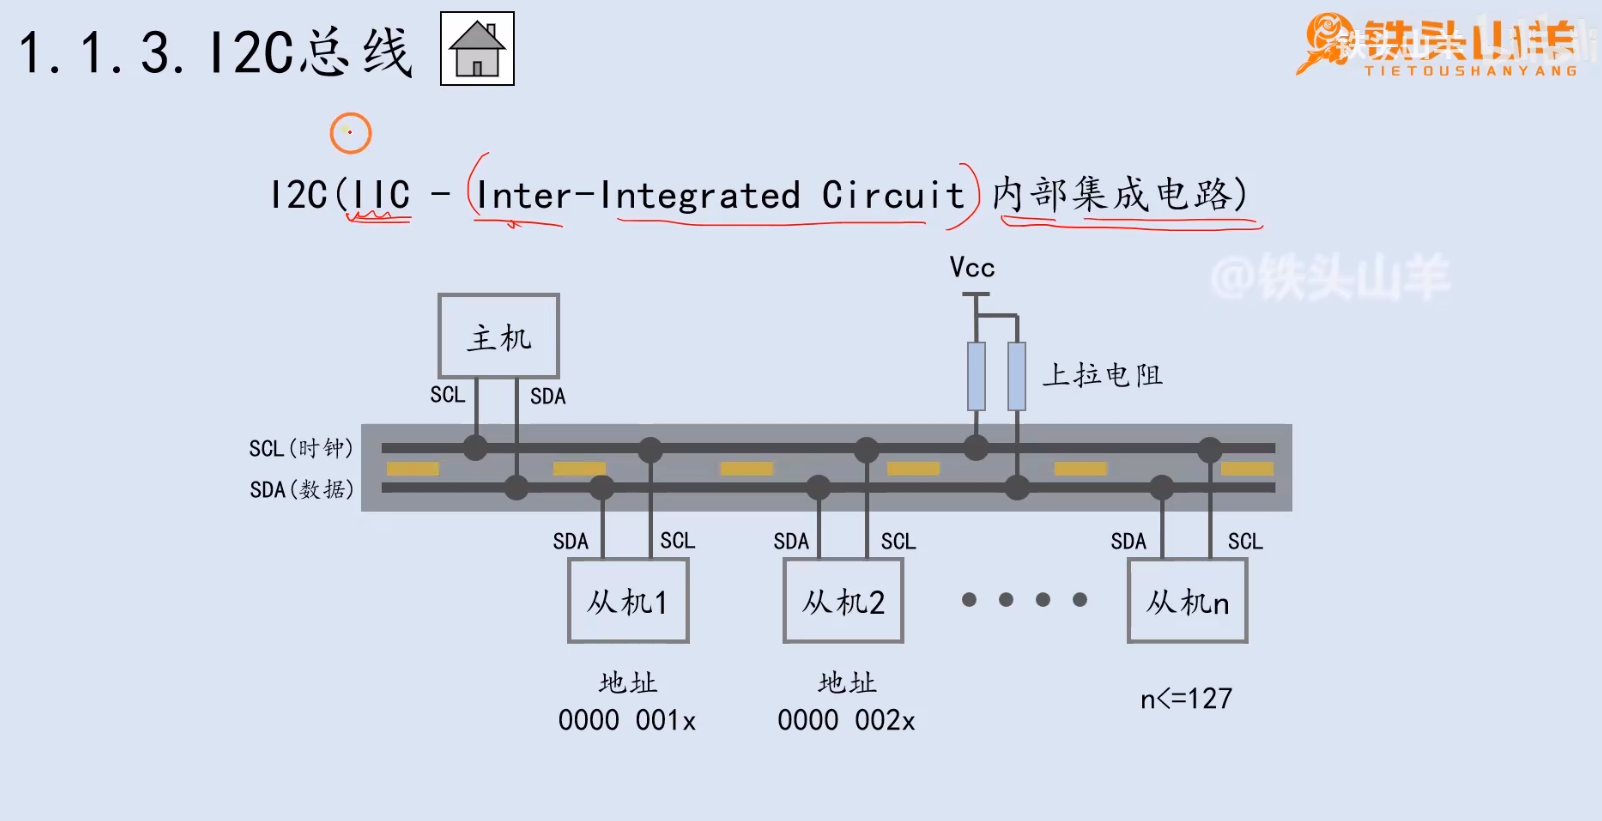 1.1.3.I2C总线
铁头山羊
TIETOUSHANYANG
I2C(IIC - Inter-Integrated Circuit 内部集成电路)
@铁头山羊
Vcc
主机
上拉电阻
SCL
SDA
SCL(时钟)
SDA(数据)
SDA
SCL
SDA
SCL
SDA
SCL
从机1
从机2
从机n
地址
0000 001x
地址
0000 002x
n<=127